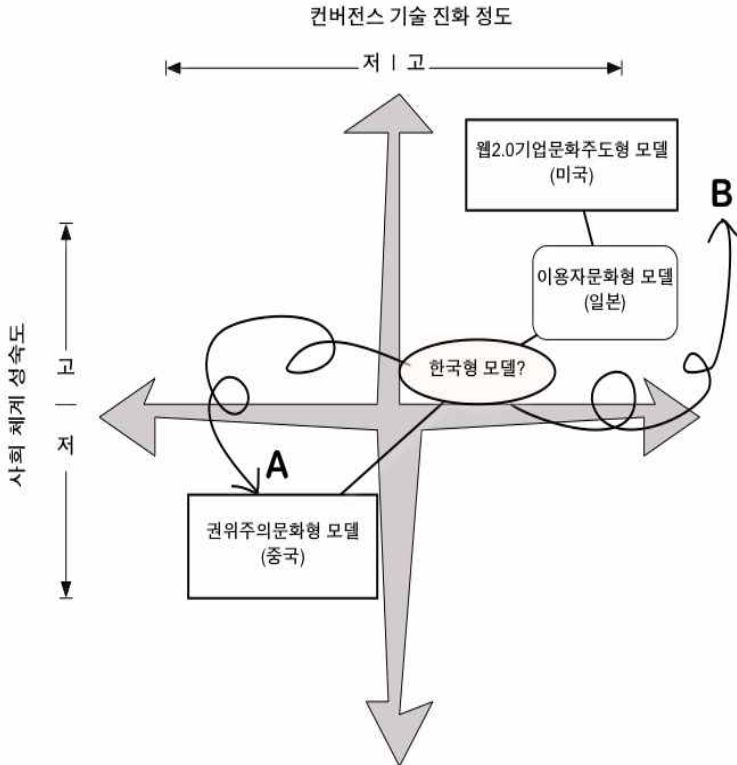 컨버전스 기술 진화 정도
저 | 고
웹2.0기업문화주도형 모델
(미국)
B
이용자문화형 모델
(일본)
한국형 모델?
사회 체계 성숙도
고
|
저
A
권위주의문화형 모델
(중국)